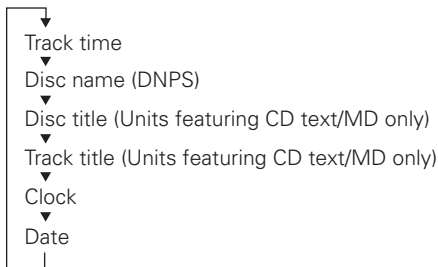 Track time
Disc name (DNPS)
Disc title (Units featuring CD text/MD only)
Track title (Units featuring CD text/MD only)
Clock
Date